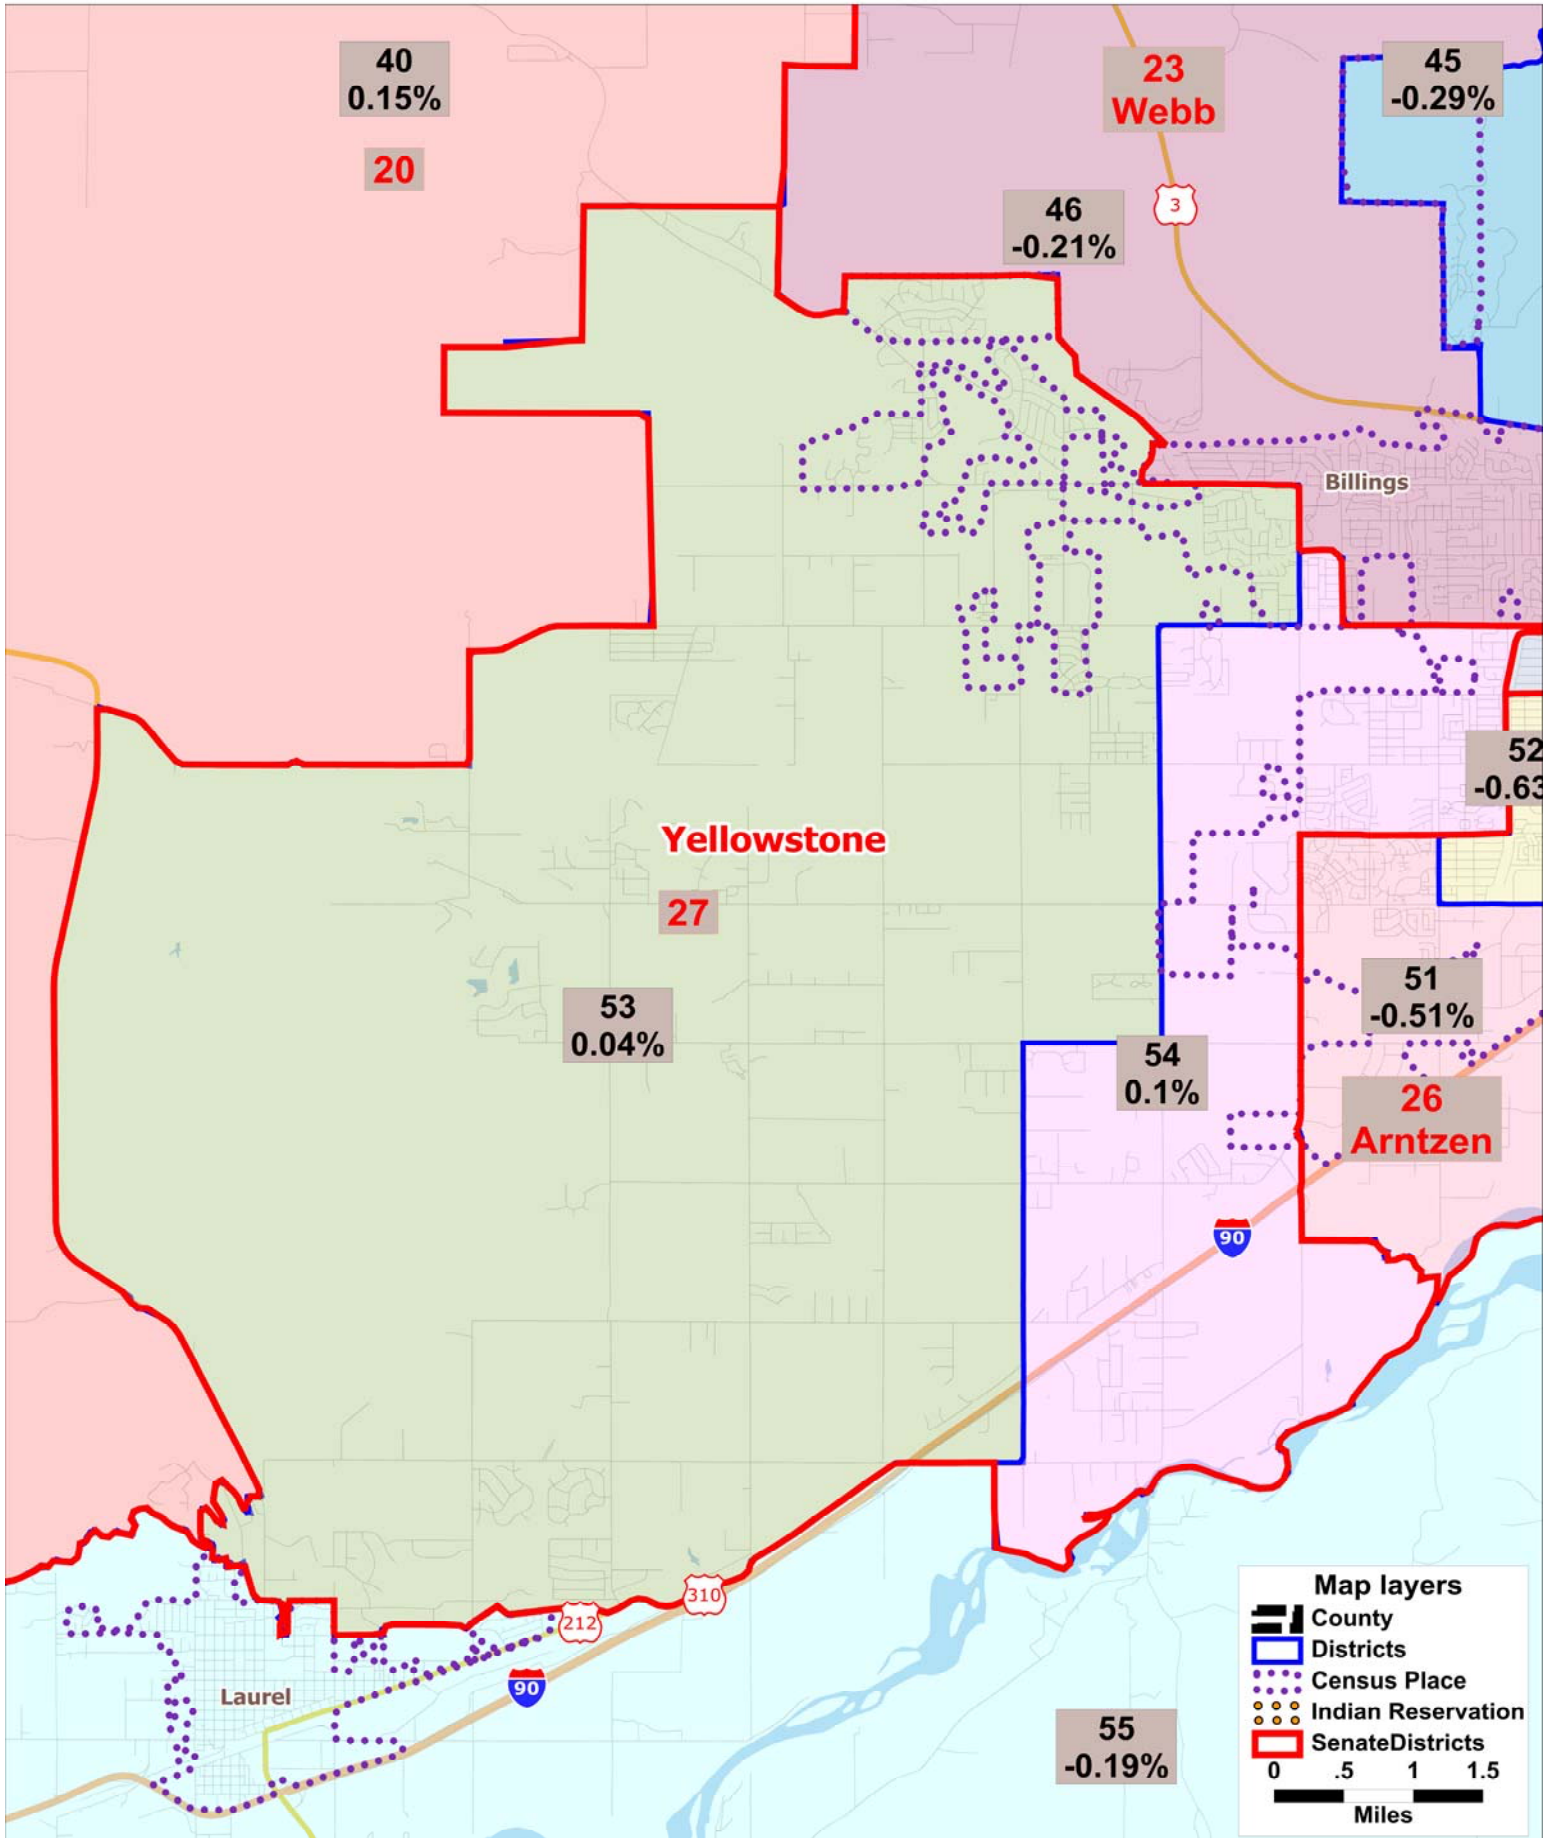 40
0.15%
20
23
Webb
45
-0.29%
46
-0.21%
3
Billings
52
-0.63
Yellowstone
27
53
0.04%
51
-0.51%
54
0.1%
26
Arntzen
90
310
212
90
Laurel
55
-0.19%
Map layers
County
Districts
Census Place
Indian Reservation
SenateDistricts
0 .5 1 1.5
Miles